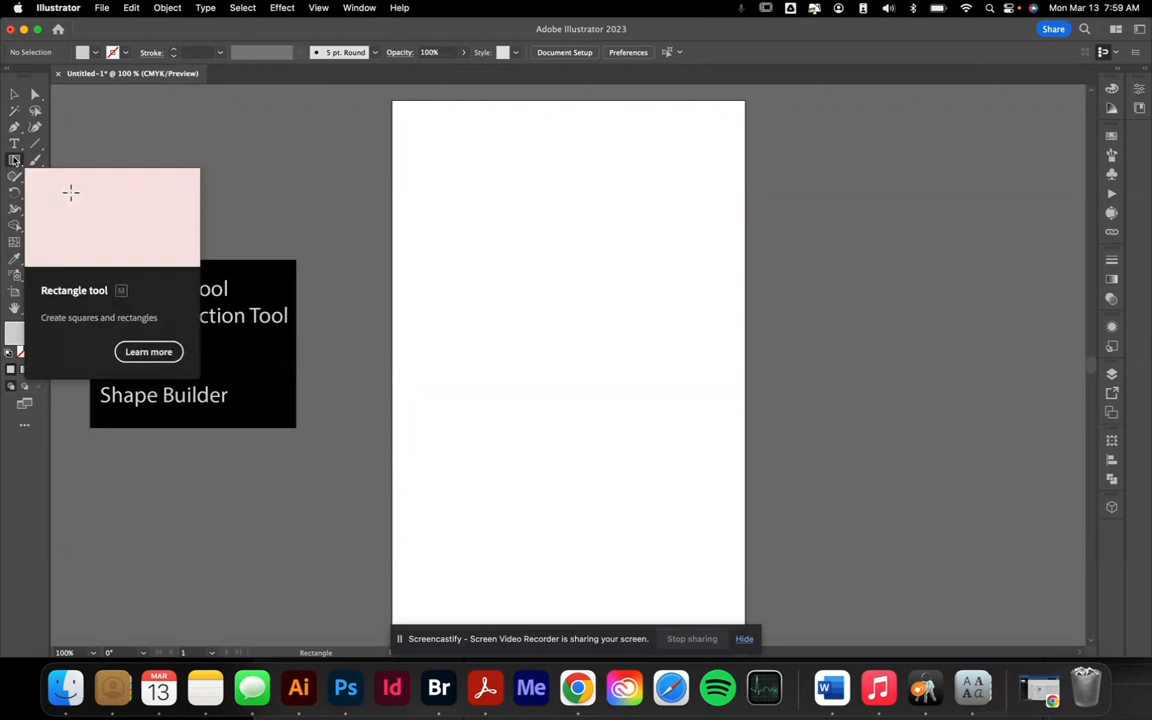 Illustrator File Edit Object Type Select Effect View Window Help Mon Mar 13 7:59 AM
Adobe Illustrator 2023 Share
No Selection Stroke: 5 pt. Round Opacity: 100% Style: Document Setup Preferences
× Untitled-1* @ 100 % (CMYK/Preview)
ool
Rectangle tool M
ction Tool
Create squares and rectangles
Learn more
Shape Builder
Screencastify - Screen Video Recorder is sharing your screen. Stop sharing Hide
100% 0° 1 Rectangle
MAR
13
Ai Ps Id Br Me W
A A
A G